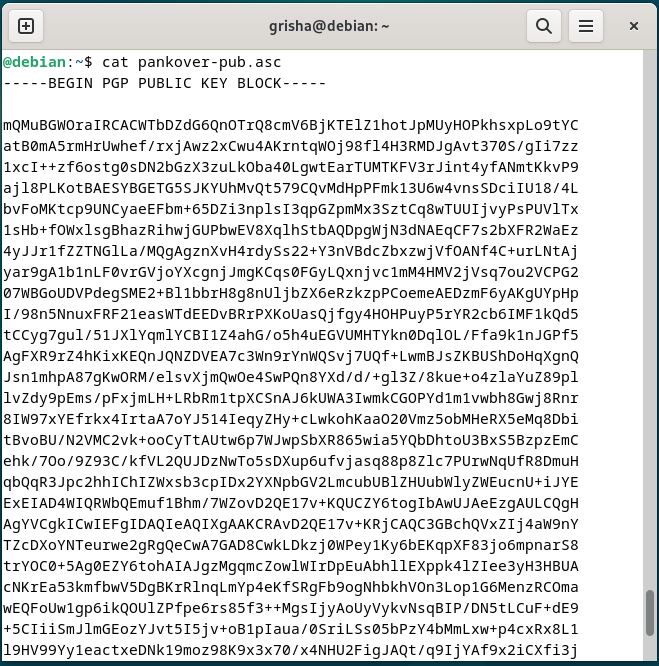 grisha@debian: ~
@debian:~$ cat pankover-pub.asc
-----BEGIN PGP PUBLIC KEY BLOCK-----
mQMuBGWOraIRCACWTbDZdG6QnOTrQ8cmV6BjKTElZ1hotJpMUyHOPkhsxpLo9tYC
atB0mA5rmHrUwhef/rxjAwz2xCwu4AKrntqWOj98fl4H3RMDJgAvt370S/gIi7zz
1xcI++zf6ostg0sDN2bGzX3zuLkOba40LgwtEarTUMTKFV3rJint4yfANmtKkvP9
ajl8PLKotBAESYBGETG5SJKYUhMvQt579CQvMdHpPFmk13U6w4vnsSDciIU18/4L
bvFoMKtcp9UNCyaeEFbm+65DZi3nplsI3qpGZpmMx3SztCq8wTUUIjvyPsPUVlTx
1sHb+fOWxlsgBhazRihwjGUPbwEV8XqlhStbAQDpgWjN3dNAEqCF7s2bXFR2WaEz
4yJJr1fZZTNGlLa/MQgAgznXvH4rdySs22+Y3nVBdcZbxzwjVfOANf4C+urLNtAj
yar9gA1b1nLF0vrGVjoYXcgnjJmgKCqs0FGyLQxnjvc1mM4HMV2jVsq7ou2VCPG2
07WBGoUDVPdegSME2+Bl1bbrH8g8nUljbZX6eRzkzpPCoemeAEDzmF6yAKgUYpHp
I/98n5NnuxFRF21easWTdEEDvBRrPXKoUasQjfgy4HOHPuyP5rYR2cb6IMF1kQd5
tCCyg7gul/51JXlYqmlYCBI1Z4ahG/o5h4uEGVUMHTYkn0DqlOL/Ffa9k1nJGPf5
AgFXR9rZ4hKixKEQnJQNZDVEA7c3Wn9rYnWQSvj7UQf+LwmBJsZKBUShDoHqXgnQ
Jsn1mhpA87gKwORM/elsvXjmQwOe4SwPQn8YXd/d/+gl3Z/8kue+o4zlaYuZ89pl
lvZdy9pEms/pFxjmLH+LRbRm1tpXCSnAJ6kUWA3IwmkCGOPYd1m1vwbh8Gwj8Rnr
8IW97xYEfrkx4IrtaA7oYJ514IeqyZHy+cLwkohKaaO20Vmz5obMHeRX5eMq8Dbi
tBvoBU/N2VMC2vk+ooCyTtAUtw6p7WJwpSbXR865wia5YQbDhtoU3BxS5BzpzEmC
ehk/7Oo/9Z93C/kfVL2QUJDzNwTo5sDXup6ufvjasq88p8Zlc7PUrwNqUfR8DmuH
qbQqR3Jpc2hhIChIZWxsb3cpIDx2YXNpbGV2LmcubUBlZHUubWlyZWEucnU+iJYE
ExEIAD4WIQRWbQEmuf1Bhm/7WZovD2QE17v+KQUCZY6togIbAwUJAeEzgAULCQgH
AgYVCgkICwIEFgIDAQIeAQIXgAAKCRAvD2QE17v+KRjCAQC3GBchQVxZIj4aW9nY
TZcDXoYNTeurwe2gRgQeCwA7GAD8CwkLDkzj0WPey1Ky6bEKqpXF83jo6mpnarS8
trYOC0+5Ag0EZY6tohAIAJgzMgqmcZowlWIrDpEuAbhllEXppk4lZIee3yH3HBUA
cNKrEa53kmfbwV5DgBKrRlnqLmYp4eKfSRgFb9ogNhbkhVOn3Lop1G6MenzRCOma
wEQFoUw1gp6ikQOUlZPfpe6rs85f3++MgsIjyAoUyVykvNsqBIP/DN5tLCuF+dE9
+5CIiiSmJlmGEozYJvt5I5jv+oB1pIaua/0SriLSs05bPzY4bMmLxw+p4cxRx8L1
l9HV99Yy1eactxeDNk19moz98K9x3x70/x4NHU2FigJAQt/q9IjYAf9x2iCXfi3j